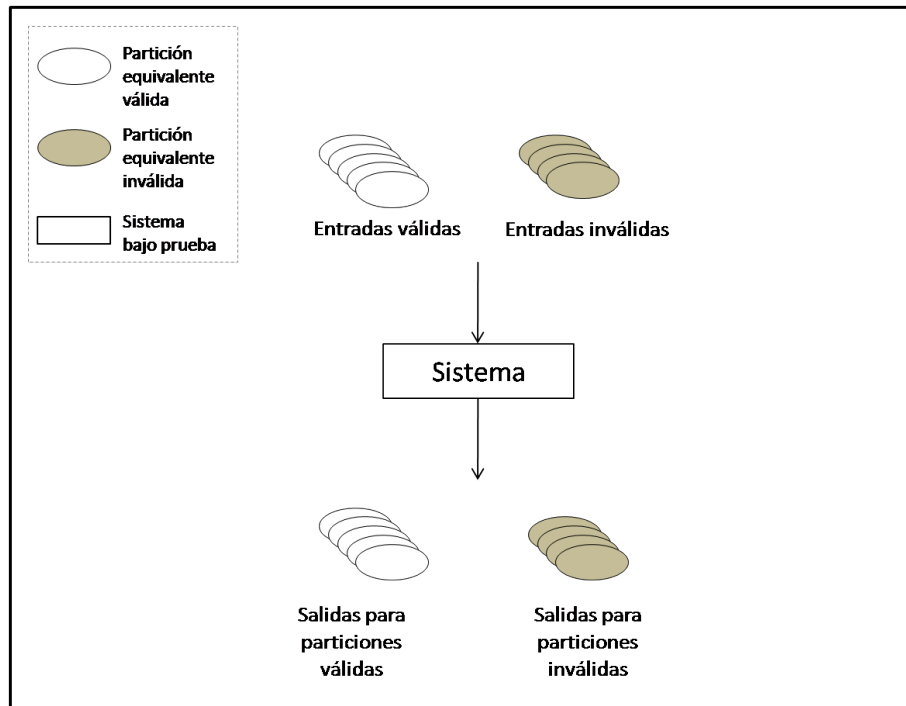 Partición
equivalente
válida
Partición
equivalente
inválida
Sistema
bajo prueba
Entradas válidas
Entradas inválidas
Sistema
Salidas para
particiones
válidas
Salidas para
particiones
inválidas